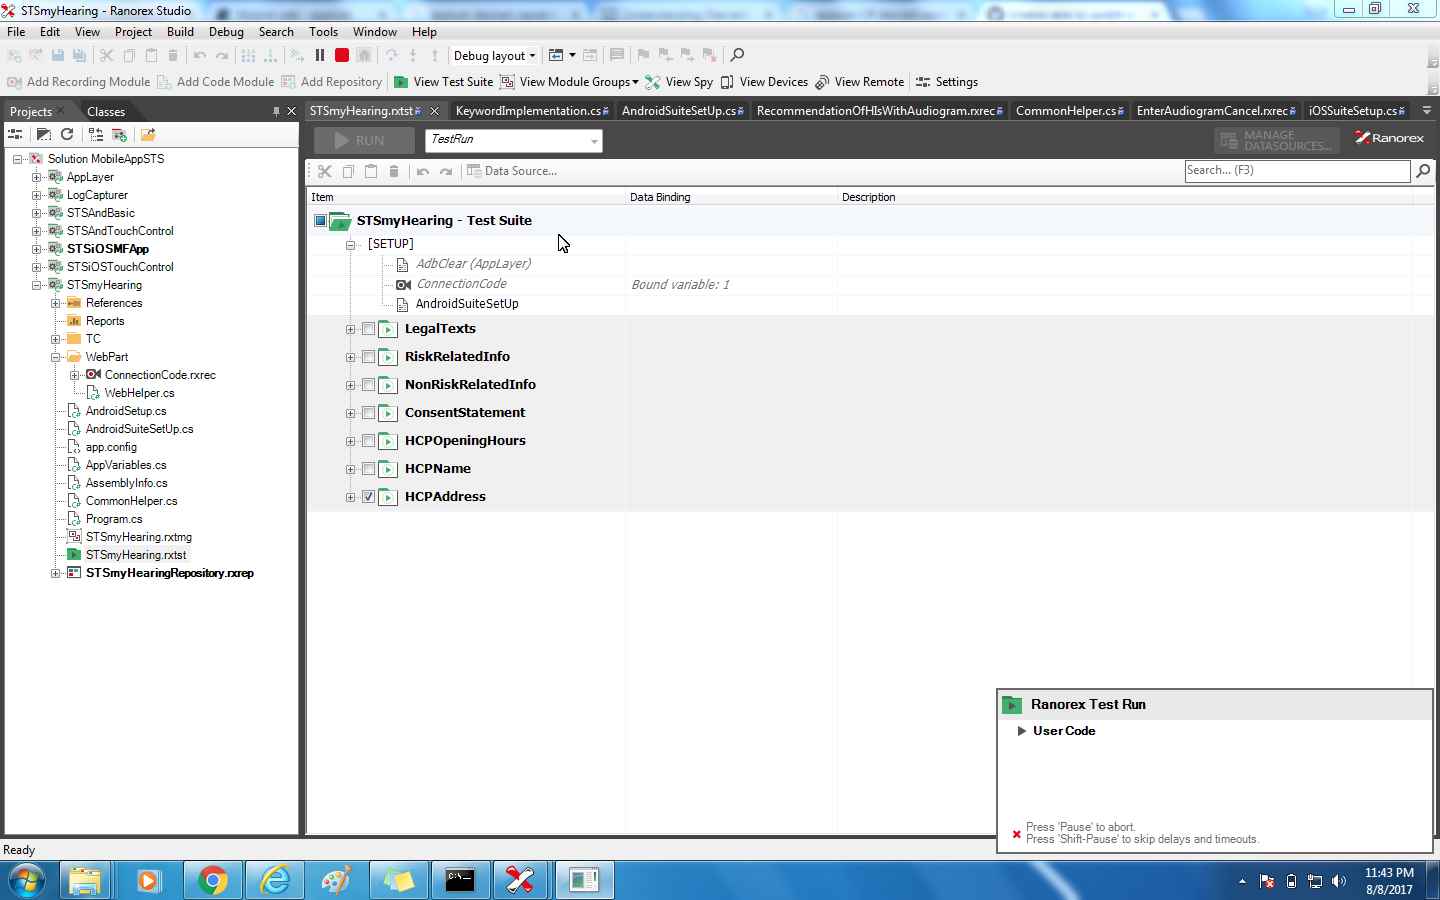 STSmyHearing - Ranorex Studio
File Edit View Project Build Debug Search Tools Window Help
Debug layout
Add Recording Module Add Code Module Add Repository View Test Suite View Module Groups View Spy View Devices View Remote Settings
Projects Classes
STSmyHearing.rxtst KeywordImplementation.cs AndroidSuiteSetUp.cs RecommendationOfHIsWithAudiogram.rxrec CommonHelper.cs EnterAudiogramCancel.rxrec iOSSuiteSetup.cs
RUN TestRun MANAGE DATASOURCES... Ranorex
Data Source... Search... (F3)
Item Data Binding Description
STSmyHearing - Test Suite
[SETUP]
AdbClear (AppLayer)
ConnectionCode Bound variable: 1
AndroidSuiteSetUp
LegalTexts
RiskRelatedInfo
NonRiskRelatedInfo
ConsentStatement
HCPOpeningHours
HCPName
HCPAddress
Solution MobileAppSTS
AppLayer
LogCapturer
STSAndBasic
STSAndTouchControl
STSiOSMFApp
STSiOSTouchControl
STSmyHearing
References
Reports
TC
WebPart
ConnectionCode.rxrec
WebHelper.cs
AndroidSetup.cs
AndroidSuiteSetUp.cs
app.config
AppVariables.cs
AssemblyInfo.cs
CommonHelper.cs
Program.cs
STSmyHearing.rxtmg
STSmyHearing.rxtst
STSmyHearingRepository.rxrep
Ranorex Test Run
User Code
Press 'Pause' to abort.
Press 'Shift-Pause' to skip delays and timeouts.
Ready
11:43 PM
8/8/2017